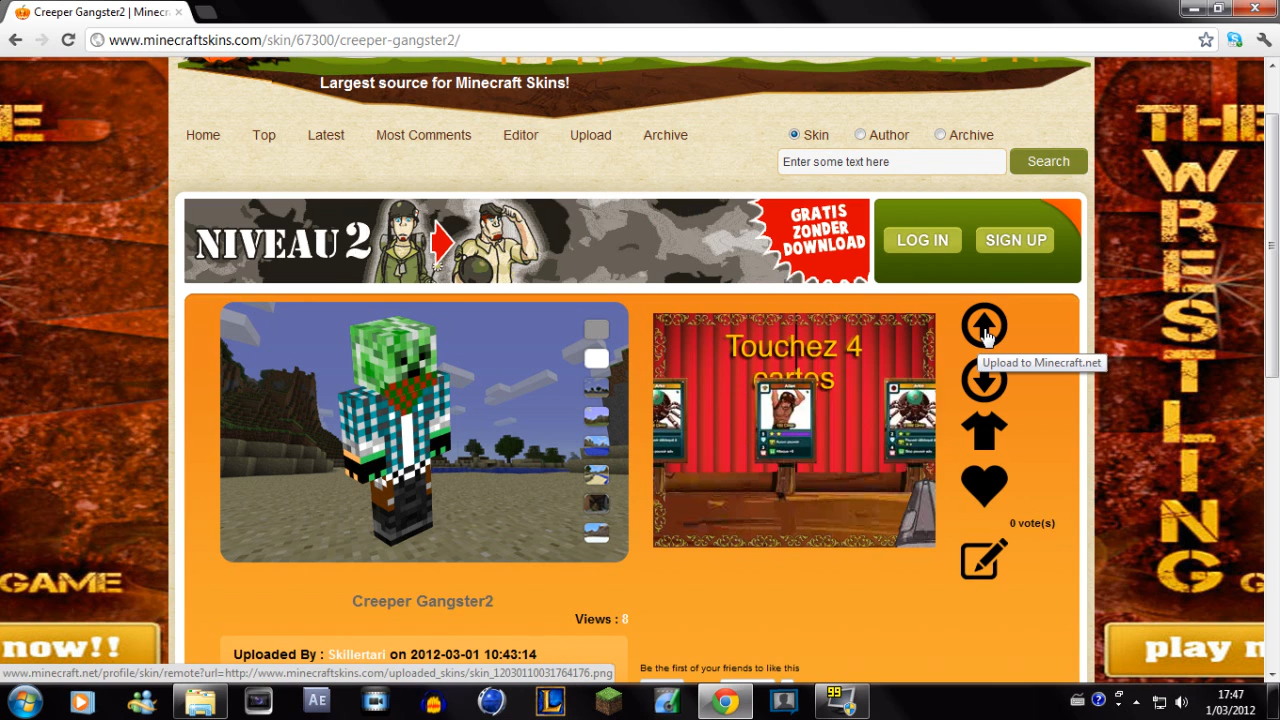 Creeper Gangster2 | Minecr
www.minecraftskins.com/skin/67300/creeper-gangster2/
Largest source for Minecraft Skins!
Home Top Latest Most Comments Editor Upload Archive
Skin Author Archive
Enter some text here Search
NIVEAU 2
GRATIS
ZONDER
DOWNLOAD
LOG IN SIGN UP
Touchez 4
cartes
Upload to Minecraft.net
0 vote(s)
Creeper Gangster2
Views : 8
Uploaded By : Skillertari on 2012-03-01 10:43:14
Be the first of your friends to like this
www.minecraft.net/profile/skin/remote?url=http://www.minecraftskins.com/uploaded_skins/skin_12030110031764176.png
E
GAME
now!!
THE
WRESTLING
G
play n
AE
99
17:47
1/03/2012